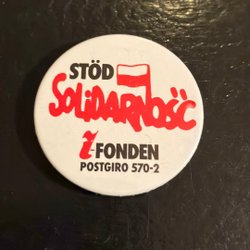 STÖD
SOLIDARNOŚĆ
i-FONDEN
POSTGIRO 570-2